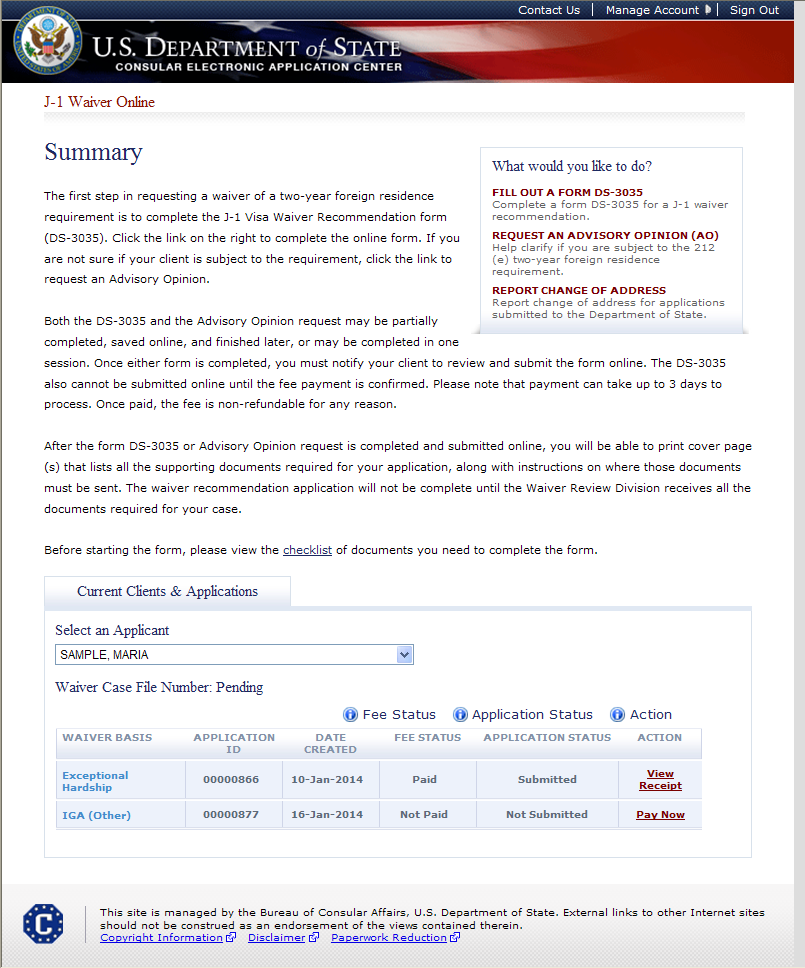 Contact Us | Manage Account | Sign Out
U.S. DEPARTMENT of STATE
CONSULAR ELECTRONIC APPLICATION CENTER
J-1 Waiver Online
Summary
The first step in requesting a waiver of a two-year foreign residence
requirement is to complete the J-1 Visa Waiver Recommendation form
(DS-3035). Click the link on the right to complete the online form. If you
are not sure if your client is subject to the requirement, click the link to
request an Advisory Opinion.
What would you like to do?
FILL OUT A FORM DS-3035
Complete a form DS-3035 for a J-1 waiver
recommendation.
REQUEST AN ADVISORY OPINION (AO)
Help clarify if you are subject to the 212
(e) two-year foreign residence
requirement.
REPORT CHANGE OF ADDRESS
Report change of address for applications
submitted to the Department of State.
Both the DS-3035 and the Advisory Opinion request may be partially
completed, saved online, and finished later, or may be completed in one
session. Once either form is completed, you must notify your client to review and submit the form online. The DS-3035
also cannot be submitted online until the fee payment is confirmed. Please note that payment can take up to 3 days to
process. Once paid, the fee is non-refundable for any reason.
After the form DS-3035 or Advisory Opinion request is completed and submitted online, you will be able to print cover page
(s) that lists all the supporting documents required for your application, along with instructions on where those documents
must be sent. The waiver recommendation application will not be complete until the Waiver Review Division receives all the
documents required for your case.
Before starting the form, please view the checklist of documents you need to complete the form.
Current Clients & Applications
Select an Applicant
SAMPLE, MARIA
Waiver Case File Number: Pending
Fee Status Application Status Action
WAIVER BASIS APPLICATION ID DATE CREATED FEE STATUS APPLICATION STATUS ACTION
Exceptional Hardship 00000866 10-Jan-2014 Paid Submitted View Receipt
IGA (Other) 00000877 16-Jan-2014 Not Paid Not Submitted Pay Now
C
This site is managed by the Bureau of Consular Affairs, U.S. Department of State. External links to other Internet sites
should not be construed as an endorsement of the views contained therein.
Copyright Information Disclaimer Paperwork Reduction